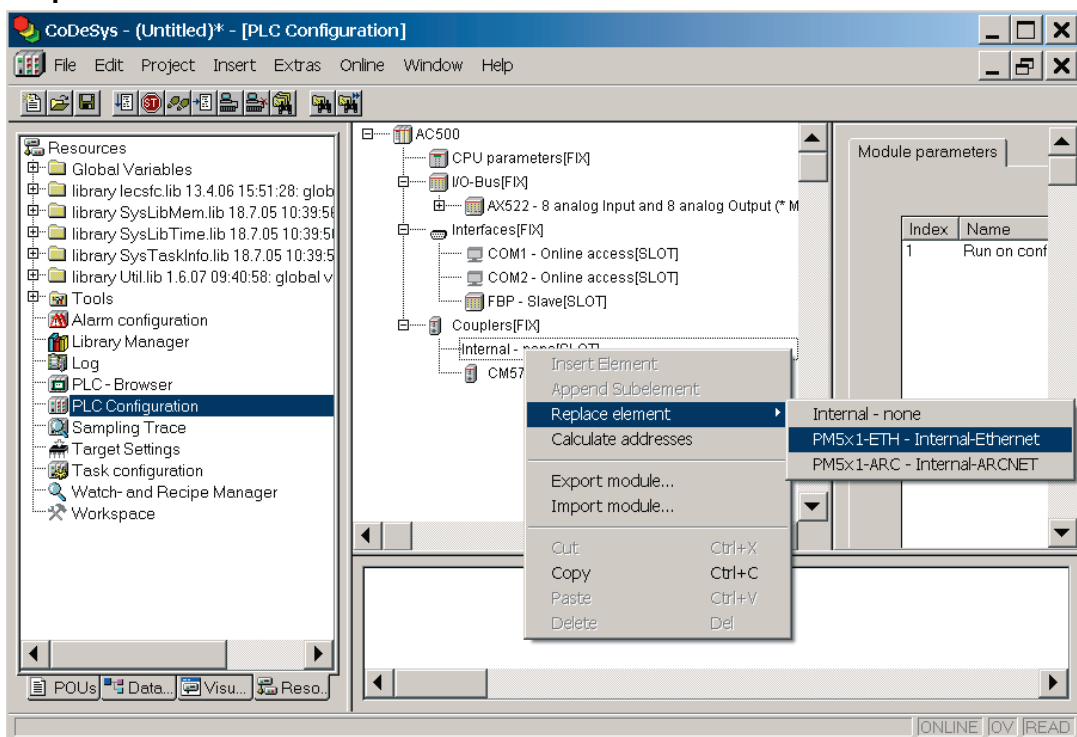 CoDeSys - (Untitled)* - [PLC Configuration]
File Edit Project Insert Extras Online Window Help
Resources
Global Variables
library Iecsfc.lib 13.4.06 15:51:28: glob
library SysLibMem.lib 18.7.05 10:39:56
library SysLibTime.lib 18.7.05 10:39:5
library SysTaskInfo.lib 18.7.05 10:39:5
library Util.lib 1.6.07 09:40:58: global v
Tools
Alarm configuration
Library Manager
Log
PLC - Browser
PLC Configuration
Sampling Trace
Target Settings
Task configuration
Watch- and Recipe Manager
Workspace
POUs Data... Visu... Reso..
AC500
CPU parameters[FIX]
I/O-Bus[FIX]
AX522 - 8 analog Input and 8 analog Output (* M
Interfaces[FIX]
COM1 - Online access[SLOT]
COM2 - Online access[SLOT]
FBP - Slave[SLOT]
Couplers[FIX]
Internal - none[SLOT]
CM57
Insert Element
Append Subelement
Replace element
Calculate addresses
Export module...
Import module...
Cut Ctrl+X
Copy Ctrl+C
Paste Ctrl+V
Delete Del
Internal - none
PM5x1-ETH - Internal-Ethernet
PM5x1-ARC - Internal-ARCNET
Module parameters
Index Name
1 Run on conf
ONLINE OV READ